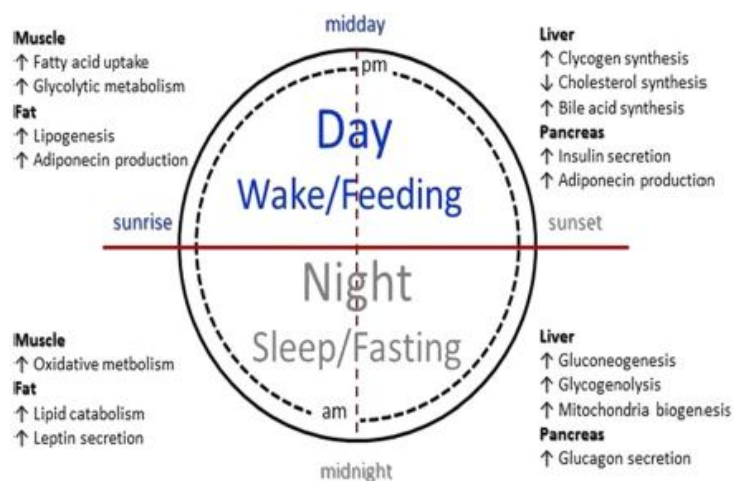 midday
Muscle
↑ Fatty acid uptake
↑ Glycolytic metabolism
Fat
↑ Lipogenesis
↑ Adiponecin production
pm
Day
Wake/Feeding
Liver
↑ Clycogen synthesis
↓ Cholesterol synthesis
↑ Bile acid synthesis
Pancreas
↑ Insulin secretion
↑ Adiponecin production
sunrise
sunset
Night
Sleep/Fasting
Muscle
↑ Oxidative metbolism
Fat
↑ Lipid catabolism
↑ Leptin secretion
am
Liver
↑ Gluconeogenesis
↑ Glycogenolysis
↑ Mitochondria biogenesis
Pancreas
↑ Glucagon secretion
midnight